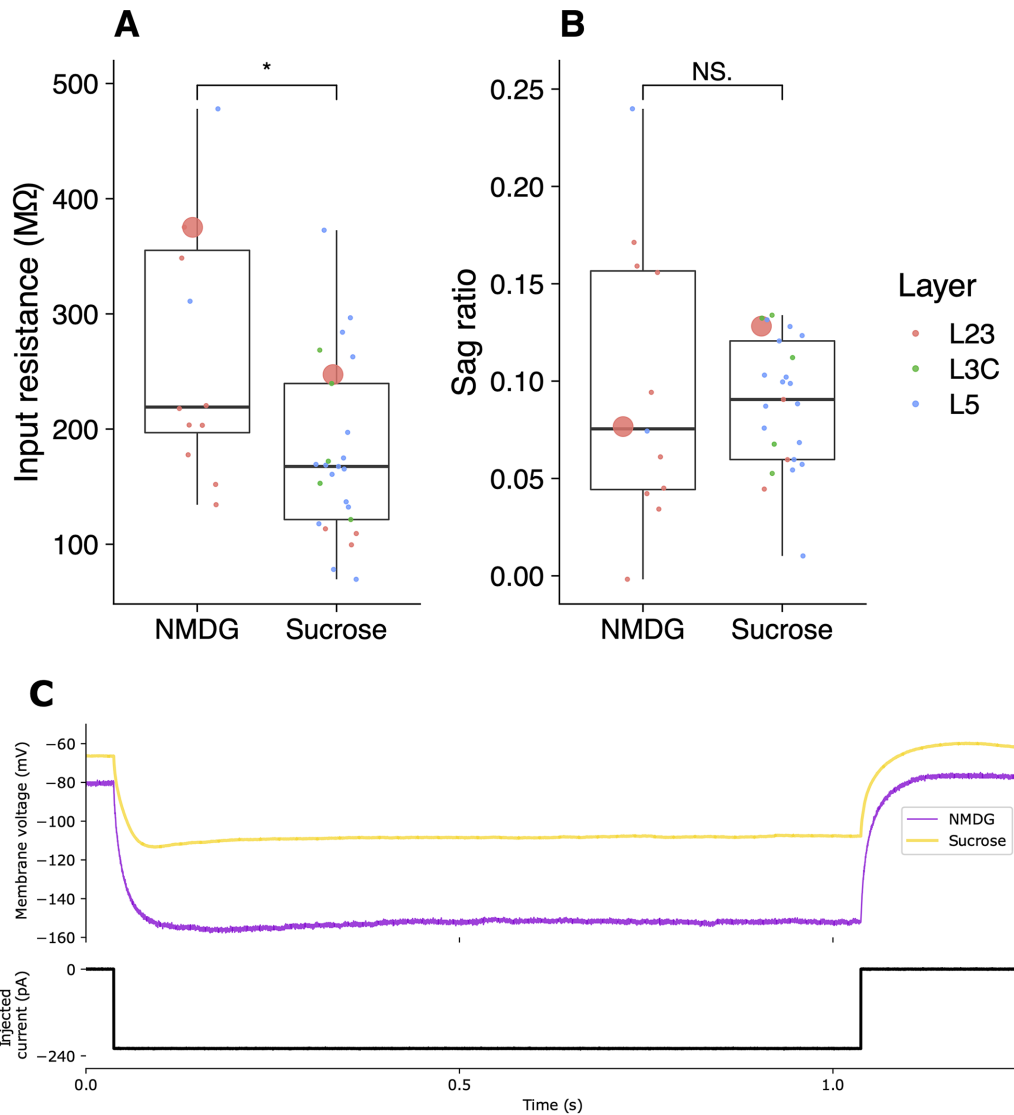 A
Input resistance (MΩ)
500
400
300
200
100
*
NMDG
Sucrose
B
Sag ratio
0.25
0.20
0.15
0.10
0.05
0.00
NS.
NMDG
Sucrose
Layer
L23
L3C
L5
C
Membrane voltage (mV)
−60
−80
−100
−120
−140
−160
NMDG
Sucrose
Injected
current (pA)
0
−240
0.0
0.5
1.0
Time (s)